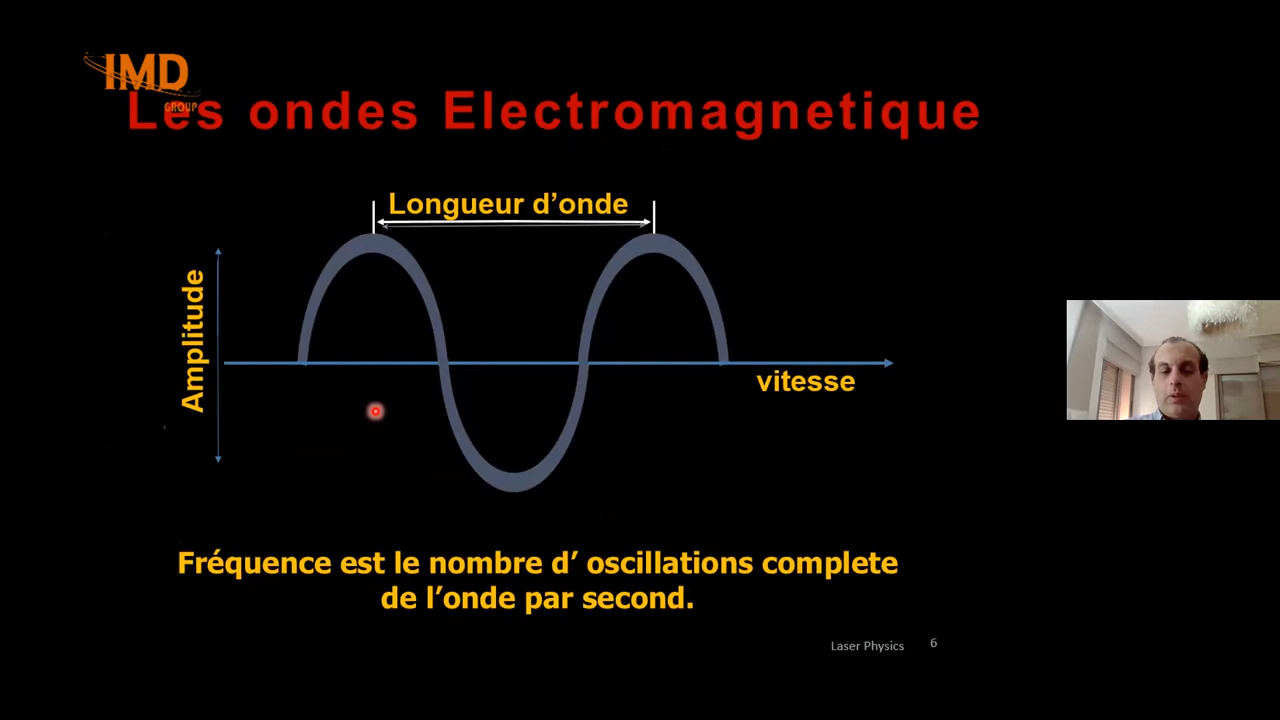 IMD
GROUP
Les ondes Electromagnetique
Longueur d’onde
Amplitude
vitesse
Fréquence est le nombre d’ oscillations complete
de l’onde par second.
Laser Physics
6